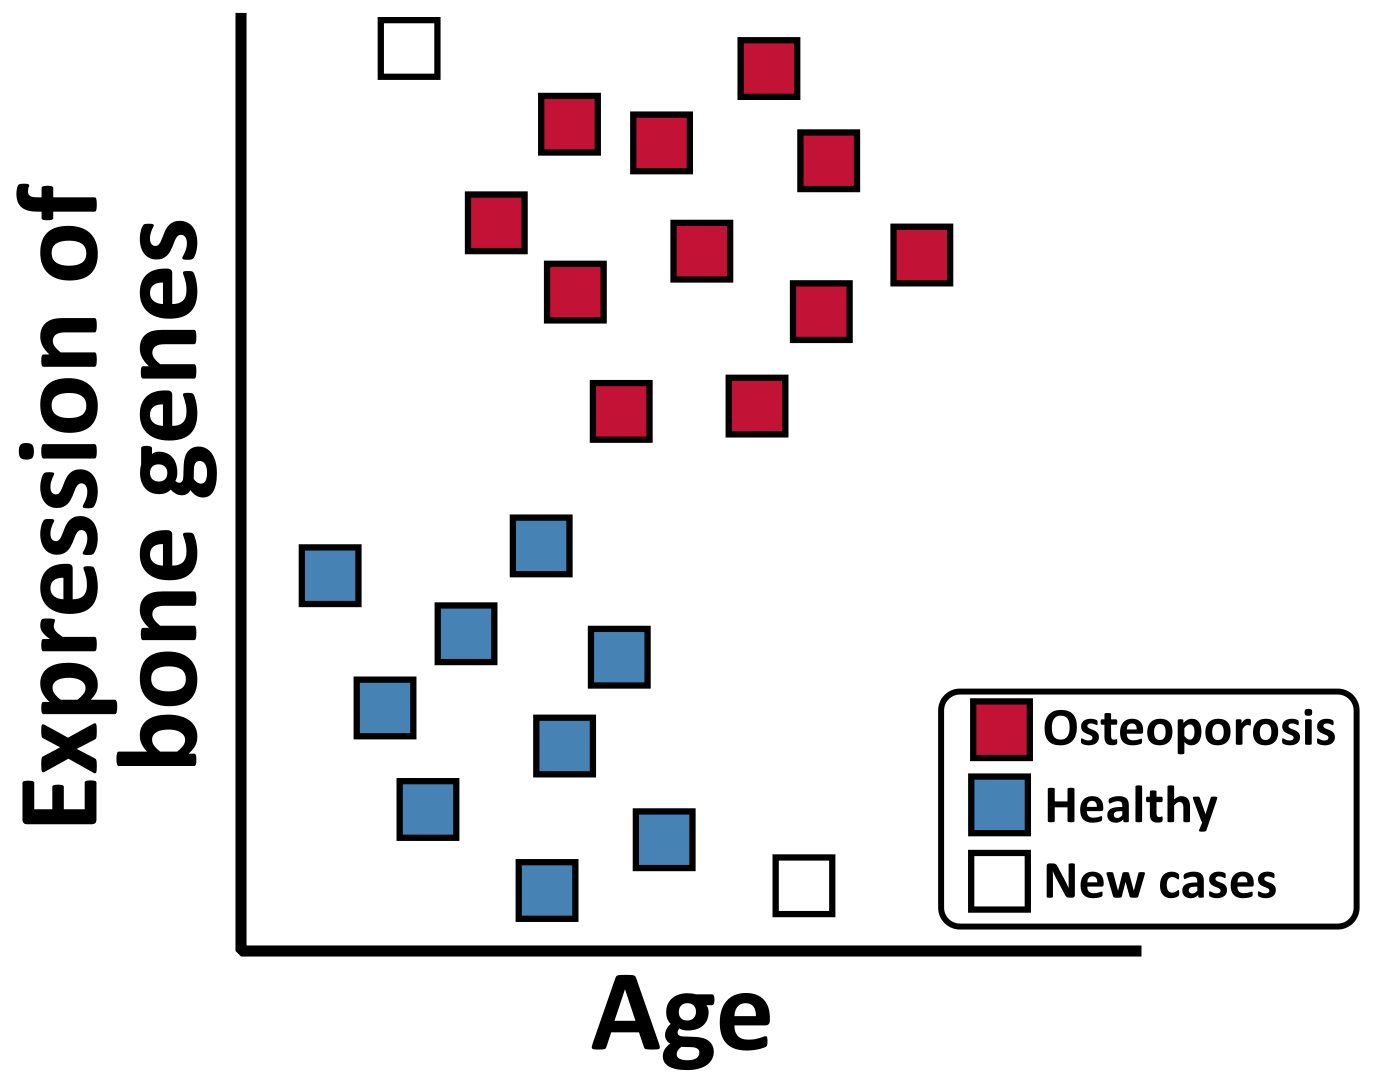 Expression of
bone genes
Osteoporosis
Healthy
New cases
Age